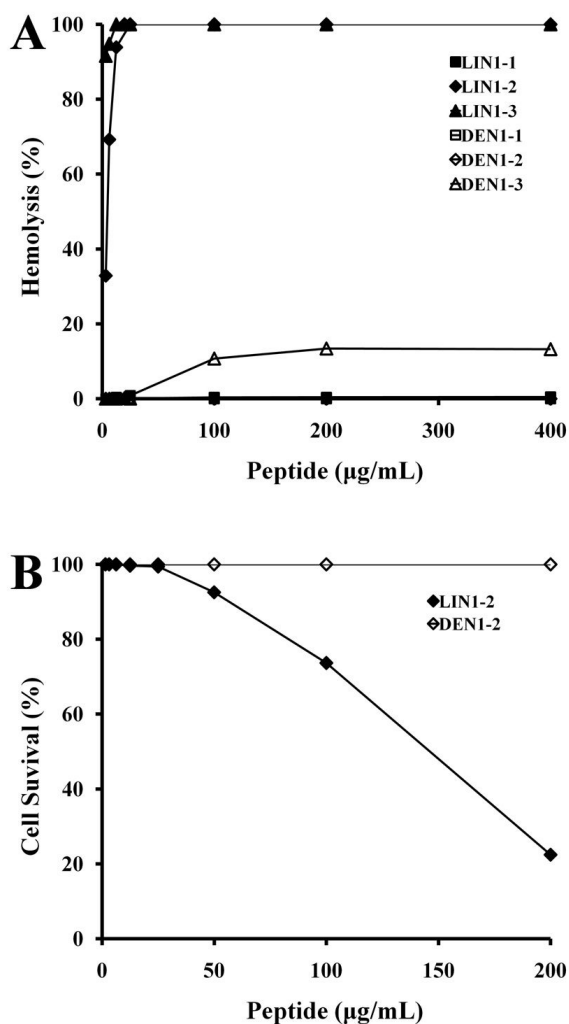 A
100
80
60
40
20
0
Hemolysis (%)
LIN1-1
LIN1-2
LIN1-3
DEN1-1
DEN1-2
DEN1-3
0 100 200 300 400
Peptide (µg/mL)
B
100
80
60
40
20
0
Cell Suvival (%)
LIN1-2
DEN1-2
0 50 100 150 200
Peptide (µg/mL)